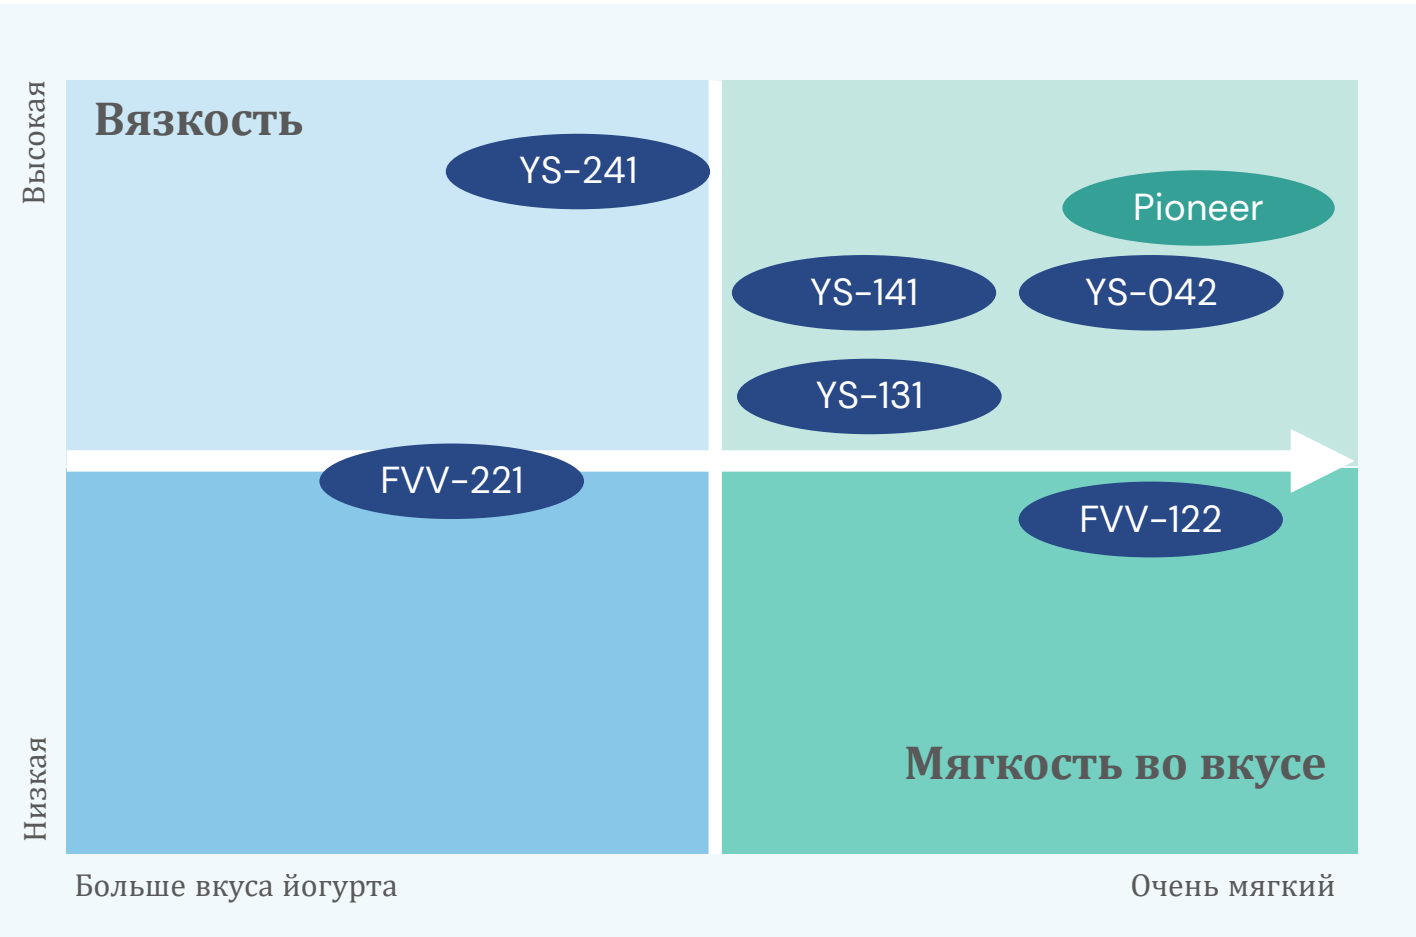 Высокая
Вязкость
YS-241
Pioneer
YS-141
YS-042
YS-131
FVV-221
FVV-122
Мягкость во вкусе
Низкая
Больше вкуса йогурта
Очень мягкий